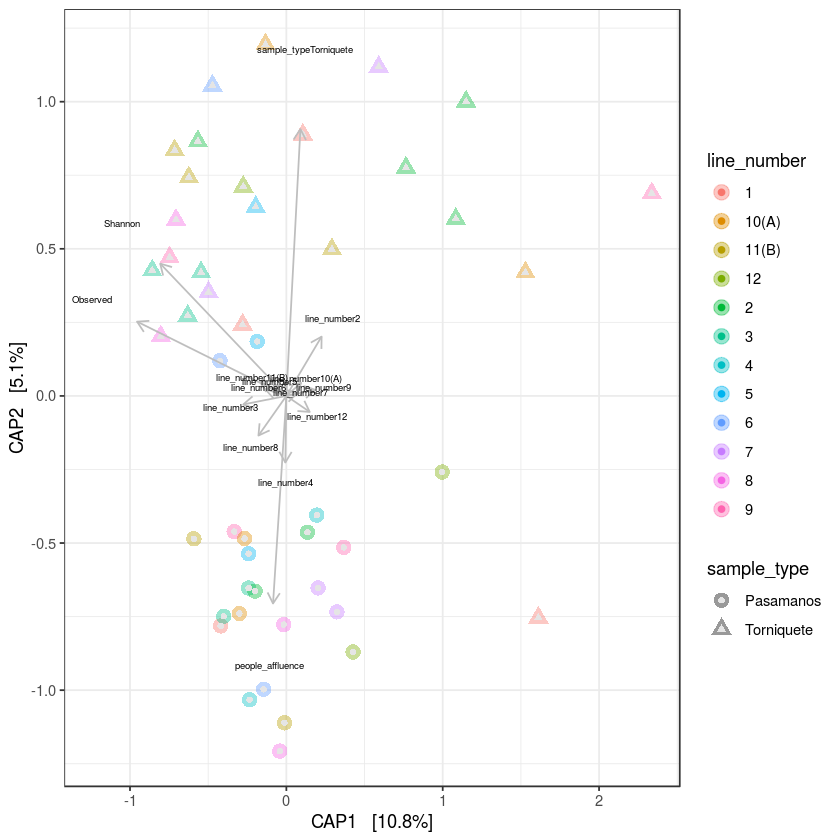 sample_typeTorniquete
1.0
Shannon
0.5
Observed
line_number2
line_number11(B)
line_number10(A)
line_number9
line_number7
0.0
line_number3
line_number12
line_number8
line_number4
-0.5
people_affluence
-1.0
-1
0
1
2
CAP1 [10.8%]
CAP2 [5.1%]
line_number
1
10(A)
11(B)
12
2
3
4
5
6
7
8
9
sample_type
Pasamanos
Torniquete